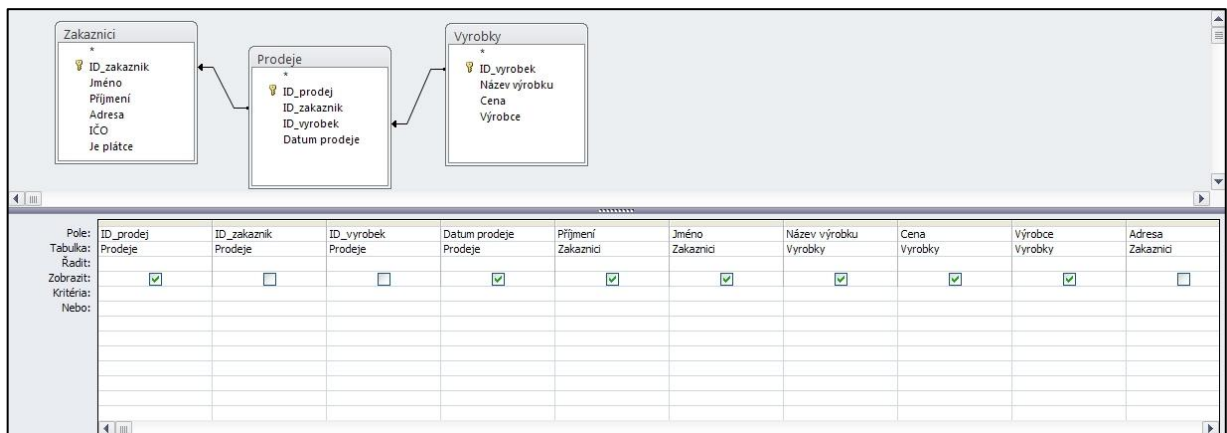 Zakaznici
*
ID_zakaznik
Jméno
Příjmení
Adresa
IČO
Je plátce
Prodeje
*
ID_prodej
ID_zakaznik
ID_vyrobek
Datum prodeje
Vyrobky
*
ID_vyrobek
Název výrobku
Cena
Výrobce
Pole: ID_prodej ID_zakaznik ID_vyrobek Datum prodeje Příjmení Jméno Název výrobku Cena Výrobce Adresa
Tabulka: Prodeje Prodeje Prodeje Prodeje Zakaznici Zakaznici Vyrobky Vyrobky Vyrobky Zakaznici
Řadit:
Zobrazit:
Kritéria:
Nebo: